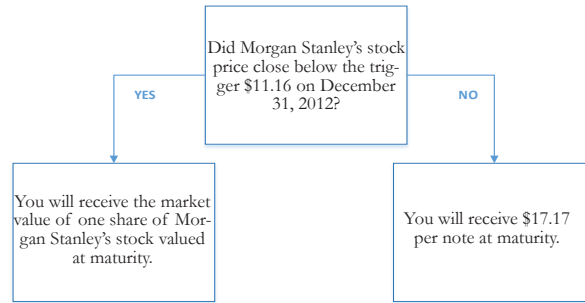 Did Morgan Stanley’s stock
price close below the trig-
ger $11.16 on December
31, 2012?
YES
NO
You will receive the market
value of one share of Mor-
gan Stanley’s stock valued
at maturity.
You will receive $17.17
per note at maturity.